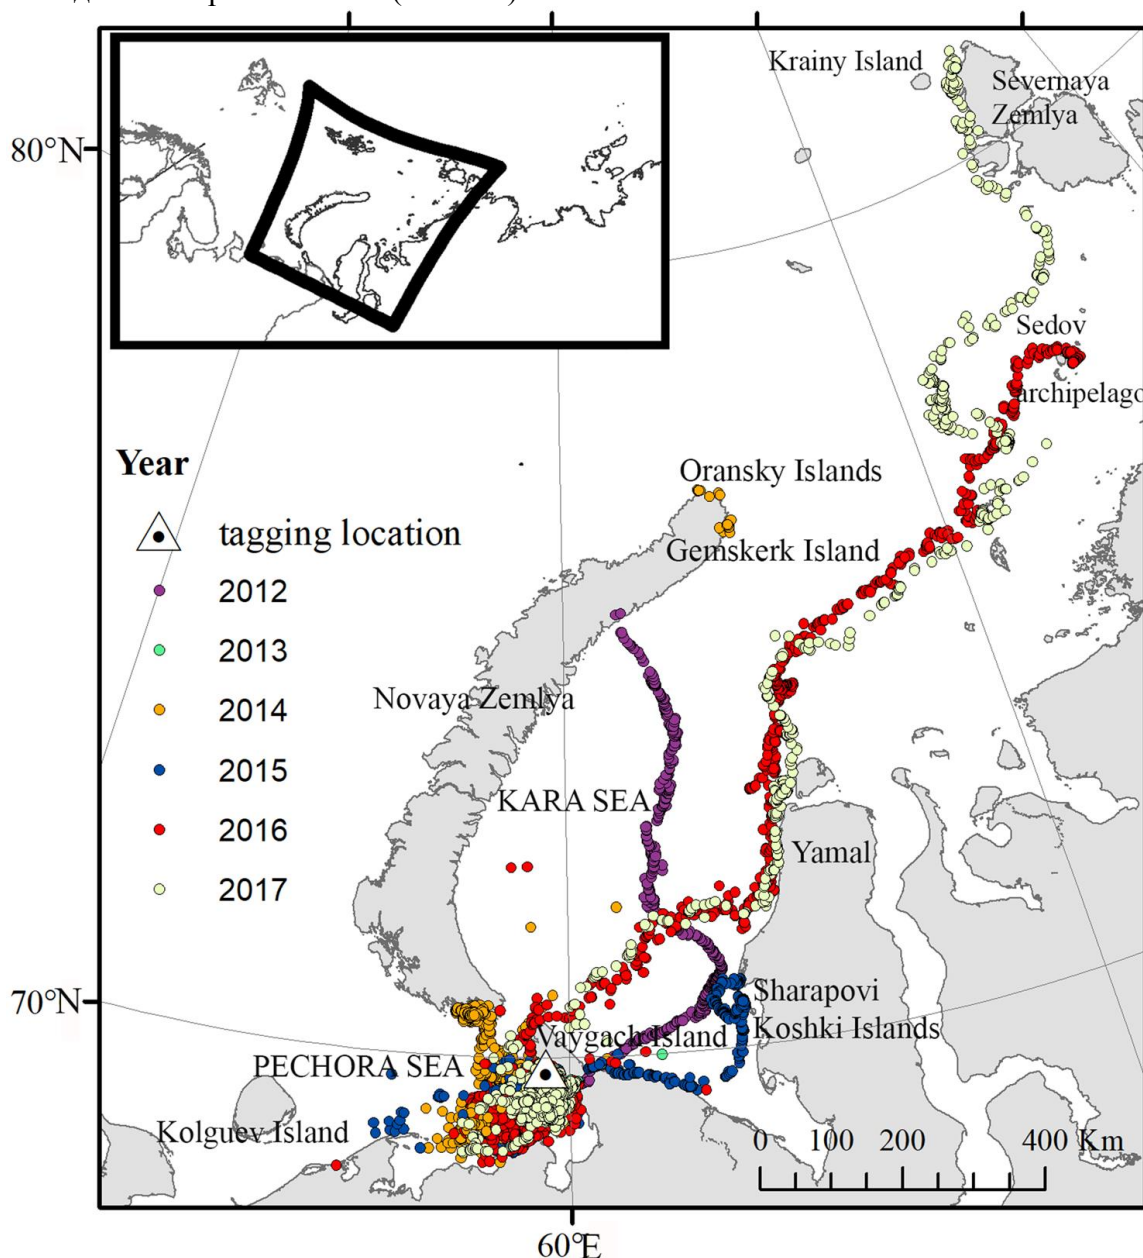 Krainy Island
Severnaya
Zemlya
80°N
Sedov
archipelago
Year
Oransky Islands
tagging location
Gemskerk Island
2012
2013
Novaya Zemlya
2014
2015
KARA SEA
2016
Yamal
2017
70°N
Sharapovi
Koshki Islands
Vaygach Island
PECHORA SEA
Kolguev Island
0 100 200 400 Km
60°E